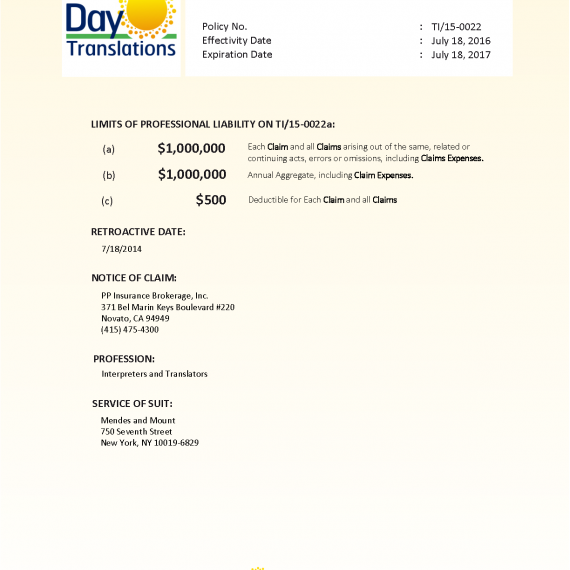 Day
Translations
Policy No. : TI/15-0022
Effectivity Date : July 18, 2016
Expiration Date : July 18, 2017
LIMITS OF PROFESSIONAL LIABILITY ON TI/15-0022a:
(a) $1,000,000 Each Claim and all Claims arising out of the same, related or
continuing acts, errors or omissions, including Claims Expenses.
(b) $1,000,000 Annual Aggregate, including Claim Expenses.
(c) $500 Deductible for Each Claim and all Claims
RETROACTIVE DATE:
7/18/2014
NOTICE OF CLAIM:
PP Insurance Brokerage, Inc.
371 Bel Marin Keys Boulevard #220
Novato, CA 94949
(415) 475-4300
PROFESSION:
Interpreters and Translators
SERVICE OF SUIT:
Mendes and Mount
750 Seventh Street
New York, NY 10019-6829